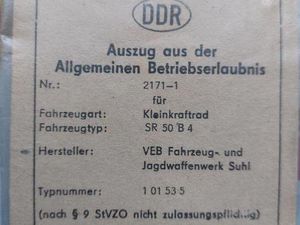 DDR
Auszug aus der
Allgemeinen Betriebserlaubnis
Nr.: 2171-1
für
Fahrzeugart: Kleinkraftrad
Fahrzeugtyp: SR 50 B 4
Hersteller: VEB Fahrzeug- und
Jagdwaffenwerk Suhl
Typnummer: 1 01 53 5
(nach § 9 StVZO nicht zulassungspflichtig)